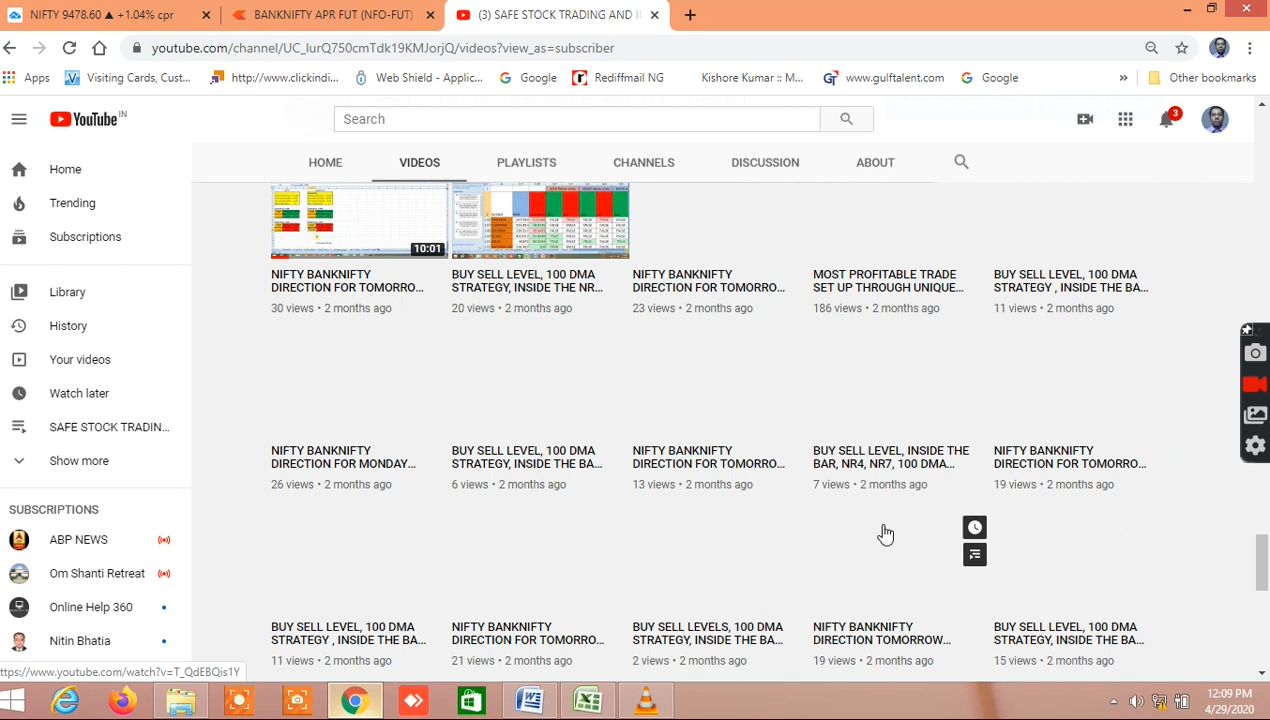 NIFTY 9478.60 ▲ +1.04% cpr
BANKNIFTY APR FUT (NFO-FUT)
(3) SAFE STOCK TRADING AND I
youtube.com/channel/UC_lurQ750cmTdk19KMJorjQ/videos?view_as=subscriber
Apps
Visiting Cards, Cust...
http://www.clickindi...
Web Shield - Applic...
Google
Rediffmail NG
Kishore Kumar :: M...
www.gulftalent.com
Google
»
Other bookmarks
YouTube IN
Search
3
HOME
VIDEOS
PLAYLISTS
CHANNELS
DISCUSSION
ABOUT
Home
Trending
Subscriptions
Library
History
Your videos
Watch later
SAFE STOCK TRADIN...
Show more
SUBSCRIPTIONS
ABP NEWS
Om Shanti Retreat
Online Help 360
Nitin Bhatia
10:01
NIFTY BANKNIFTY
DIRECTION FOR TOMORRO...
30 views • 2 months ago
BUY SELL LEVEL, 100 DMA
STRATEGY, INSIDE THE NR...
20 views • 2 months ago
NIFTY BANKNIFTY
DIRECTION FOR TOMORRO...
23 views • 2 months ago
MOST PROFITABLE TRADE
SET UP THROUGH UNIQUE...
186 views • 2 months ago
BUY SELL LEVEL, 100 DMA
STRATEGY , INSIDE THE BA...
11 views • 2 months ago
NIFTY BANKNIFTY
DIRECTION FOR MONDAY...
26 views • 2 months ago
BUY SELL LEVEL, 100 DMA
STRATEGY, INSIDE THE BA...
6 views • 2 months ago
NIFTY BANKNIFTY
DIRECTION FOR TOMORRO...
13 views • 2 months ago
BUY SELL LEVEL, INSIDE THE
BAR, NR4, NR7, 100 DMA...
7 views • 2 months ago
NIFTY BANKNIFTY
DIRECTION FOR TOMORRO...
19 views • 2 months ago
BUY SELL LEVEL, 100 DMA
STRATEGY , INSIDE THE BA...
11 views • 2 months ago
NIFTY BANKNIFTY
DIRECTION FOR TOMORRO...
21 views • 2 months ago
BUY SELL LEVELS, 100 DMA
STRATEGY, INSIDE THE BA...
2 views • 2 months ago
NIFTY BANKNIFTY
DIRECTION TOMORROW...
19 views • 2 months ago
BUY SELL LEVEL, 100 DMA
STRATEGY, INSIDE THE BA...
15 views • 2 months ago
ttps://www.youtube.com/watch?v=T_QdEBQis1Y
12:09 PM
4/29/2020